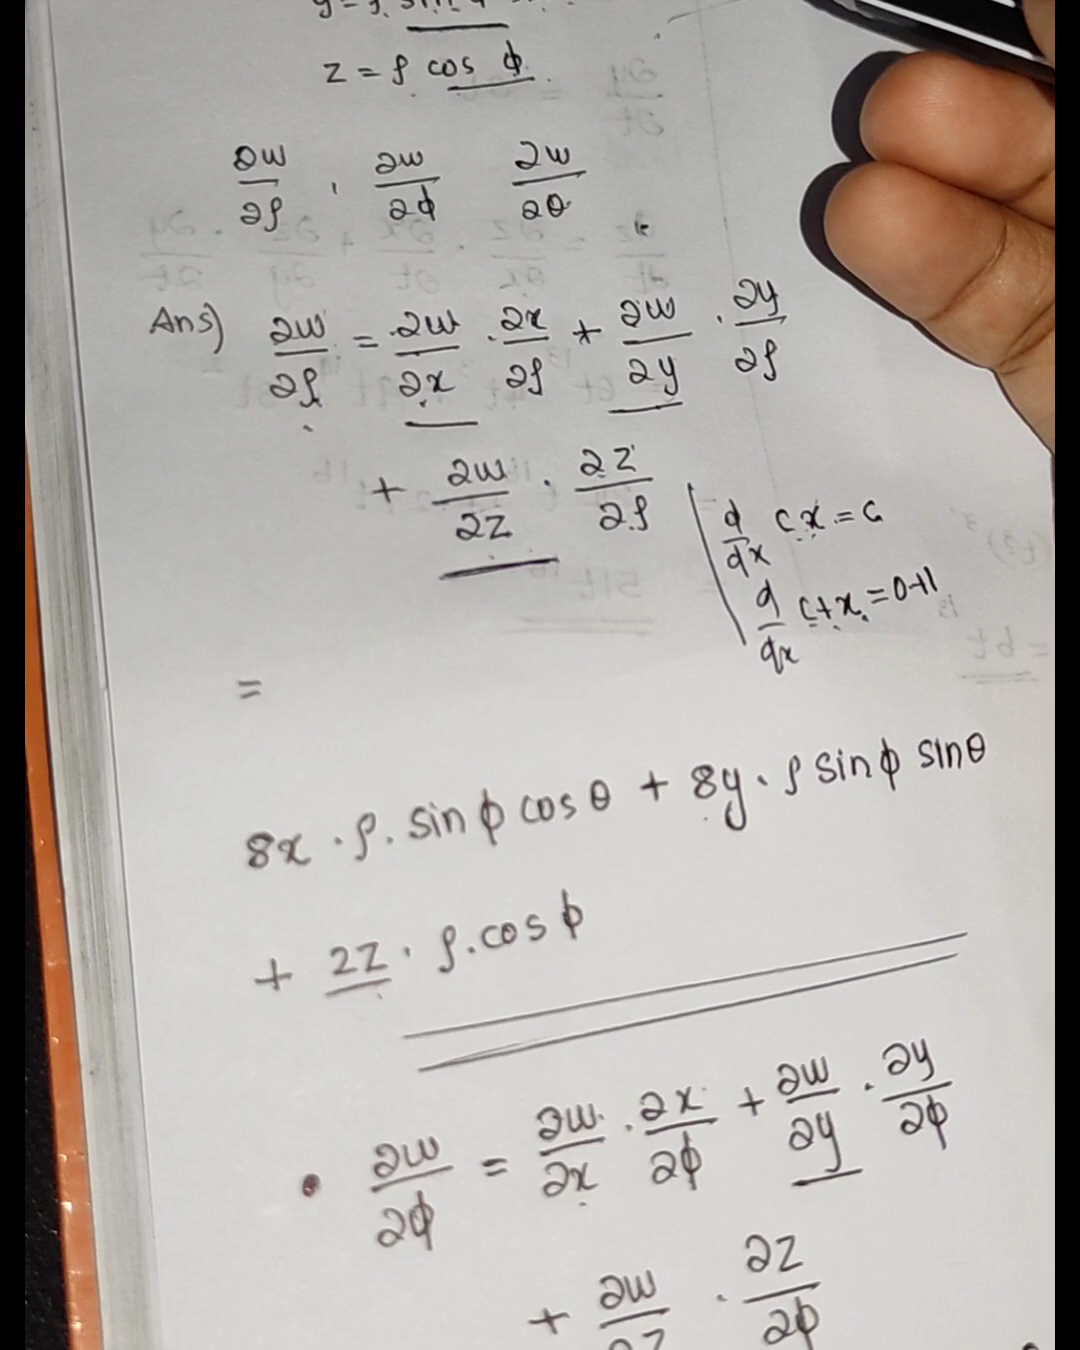 z = ρ cos ϕ
∂w/∂ρ , ∂w/∂ϕ ∂w/∂θ
Ans) ∂w/∂ρ = ∂w/∂x · ∂x/∂ρ + ∂w/∂y · ∂y/∂ρ
+ ∂w/∂z · ∂z/∂ρ
d/dx cx = c
d/dx c+x = 0+1
=
8x · ρ. sin ϕ cos θ + 8y · ρ sin ϕ sin θ
+ 2z · ρ. cos ϕ
• ∂w/∂ϕ = ∂w/∂x · ∂x/∂ϕ + ∂w/∂y · ∂y/∂ϕ
+ ∂w/∂z · ∂z/∂ϕ